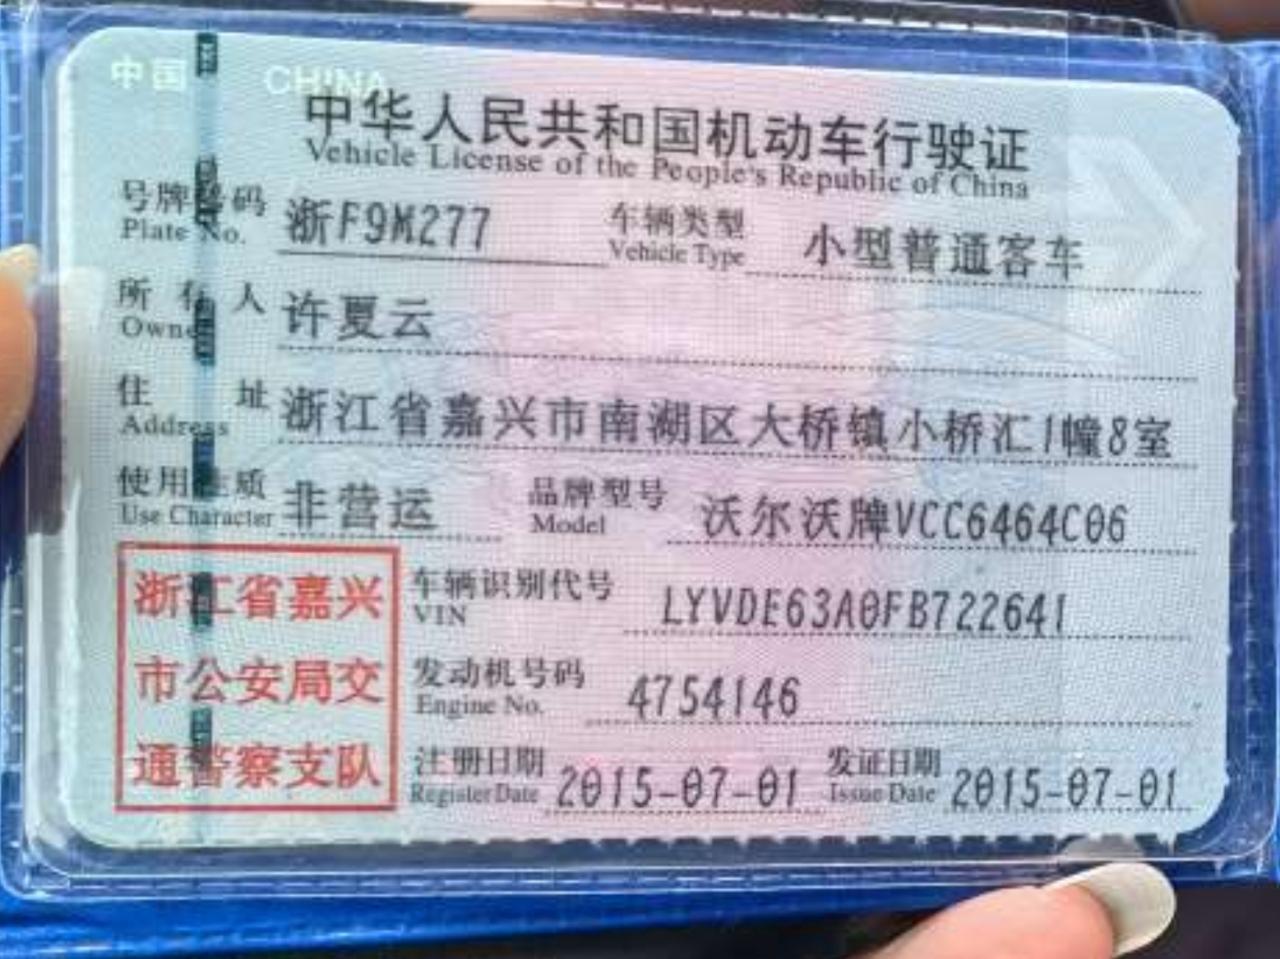 中国 CHINA
中华人民共和国机动车行驶证
Vehicle License of the People's Republic of China
号牌号码 浙F9M277 车辆类型 小型普通客车
Plate No. Vehicle Type
所有人 许夏云
Owner
住址 浙江省嘉兴市南湖区大桥镇小桥汇1幢8室
Address
使用性质 非营运 品牌型号 沃尔沃牌VCC6464C06
Use Character Model
浙江省嘉兴
市公安局交
通警察支队
车辆识别代号 LYVDE63A0FB722641
VIN
发动机号码 4754146
Engine No.
注册日期 2015-07-01 发证日期 2015-07-01
Register Date Issue Date